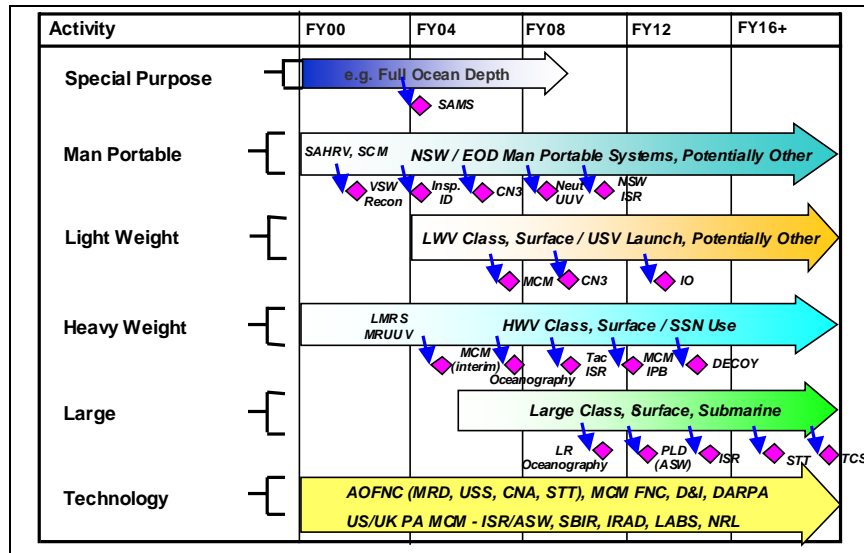 Activity FY00 FY04 FY08 FY12 FY16+
Special Purpose
e.g. Full Ocean Depth
SAMS
Man Portable
SAHRV, SCM
NSW / EOD Man Portable Systems, Potentially Other
VSW
Recon
Insp.
ID
CN3
Neut
UUV
NSW
ISR
Light Weight
LWV Class, Surface / USV Launch, Potentially Other
MCM
CN3
IO
Heavy Weight
LMRS
MRUUV
HWV Class, Surface / SSN Use
MCM
(interim)
Oceanography
Tac
ISR
MCM
IPB
DECOY
Large
Large Class, Surface, Submarine
LR
Oceanography
PLD
(ASW)
ISR
STT
TCS
Technology
AOFNC (MRD, USS, CNA, STT), MCM FNC, D&I, DARPA
US/UK PA MCM - ISR/ASW, SBIR, IRAD, LABS, NRL